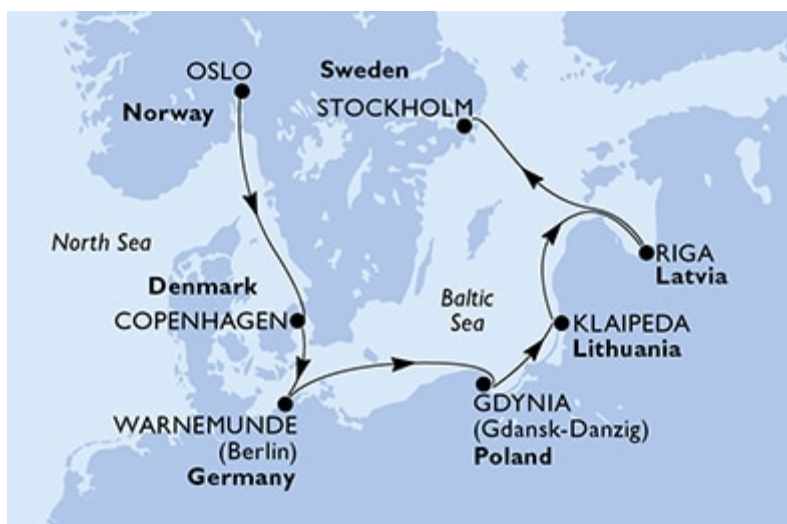 OSLO
Norway
Sweden
STOCKHOLM
North Sea
Denmark
COPENHAGEN
Baltic
Sea
RIGA
Latvia
KLAIPEDA
Lithuania
WARNEMUNDE
(Berlin)
Germany
GDYNIA
(Gdansk-Danzig)
Poland